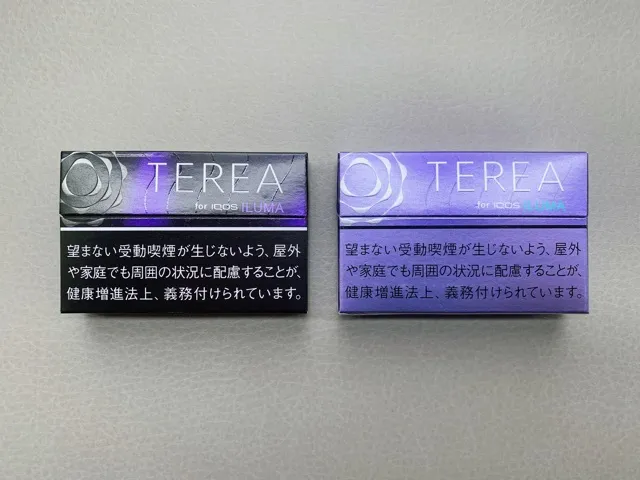 TEREA
for IQOS ILUMA
望まない受動喫煙が生じないよう、屋外
や家庭でも周囲の状況に配慮することが、
健康増進法上、義務付けられています。
TEREA
for IQOS ILUMA
望まない受動喫煙が生じないよう、屋外
や家庭でも周囲の状況に配慮することが、
健康増進法上、義務付けられています。